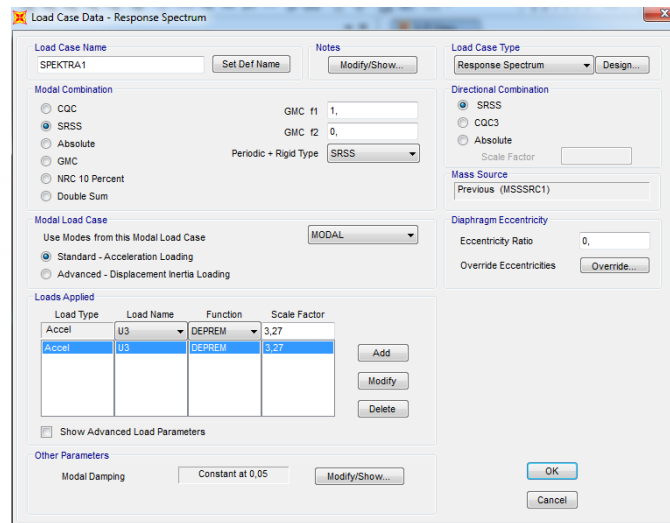 Load Case Data - Response Spectrum
Load Case Name
SPEKTRA1
Set Def Name
Notes
Modify/Show...
Load Case Type
Response Spectrum
Design...
Modal Combination
CQC
SRSS
Absolute
GMC
NRC 10 Percent
Double Sum
GMC f1 1,
GMC f2 0,
Periodic + Rigid Type SRSS
Directional Combination
SRSS
CQC3
Absolute
Scale Factor
Mass Source
Previous (MSSSRC1)
Modal Load Case
Use Modes from this Modal Load Case MODAL
Standard - Acceleration Loading
Advanced - Displacement Inertia Loading
Diaphragm Eccentricity
Eccentricity Ratio 0,
Override Eccentricities Override...
Loads Applied
Load Type Load Name Function Scale Factor
Accel U3 DEPREM 3,27
Accel U3 DEPREM 3,27
Add
Modify
Delete
Show Advanced Load Parameters
Other Parameters
Modal Damping Constant at 0,05 Modify/Show...
OK
Cancel